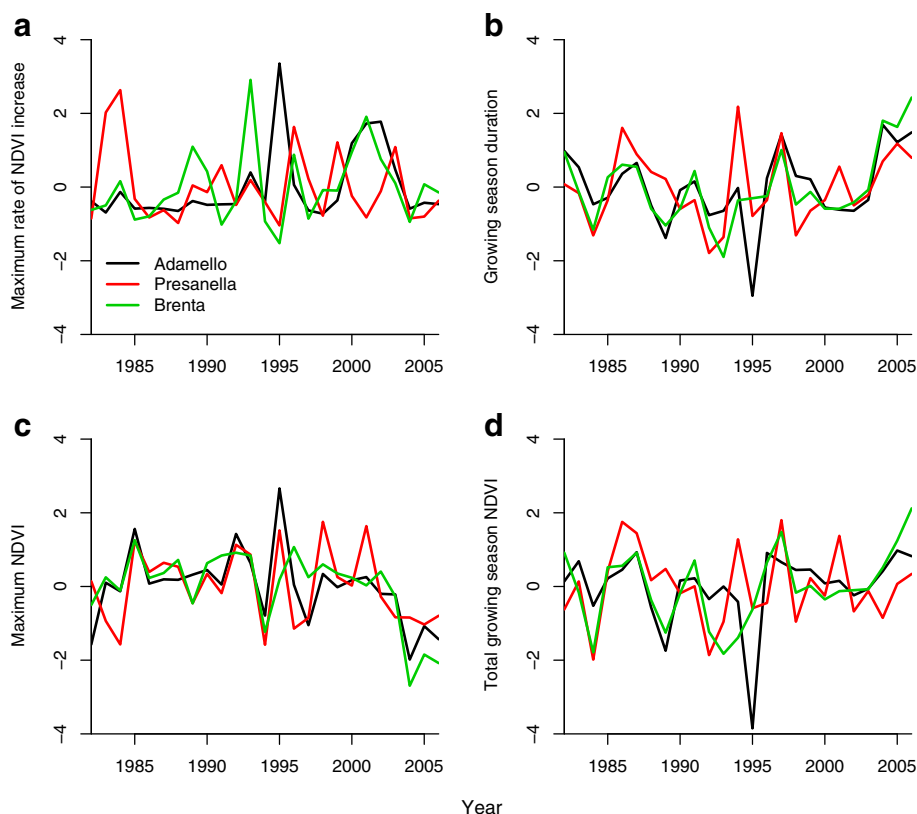 a
Maximum rate of NDVI increase
4
2
0
−2
−4
Adamello
Presanella
Brenta
1985 1990 1995 2000 2005
b
Growing season duration
4
2
0
−2
−4
1985 1990 1995 2000 2005
c
Maximum NDVI
4
2
0
−2
−4
1985 1990 1995 2000 2005
d
Total growing season NDVI
4
2
0
−2
−4
1985 1990 1995 2000 2005
Year